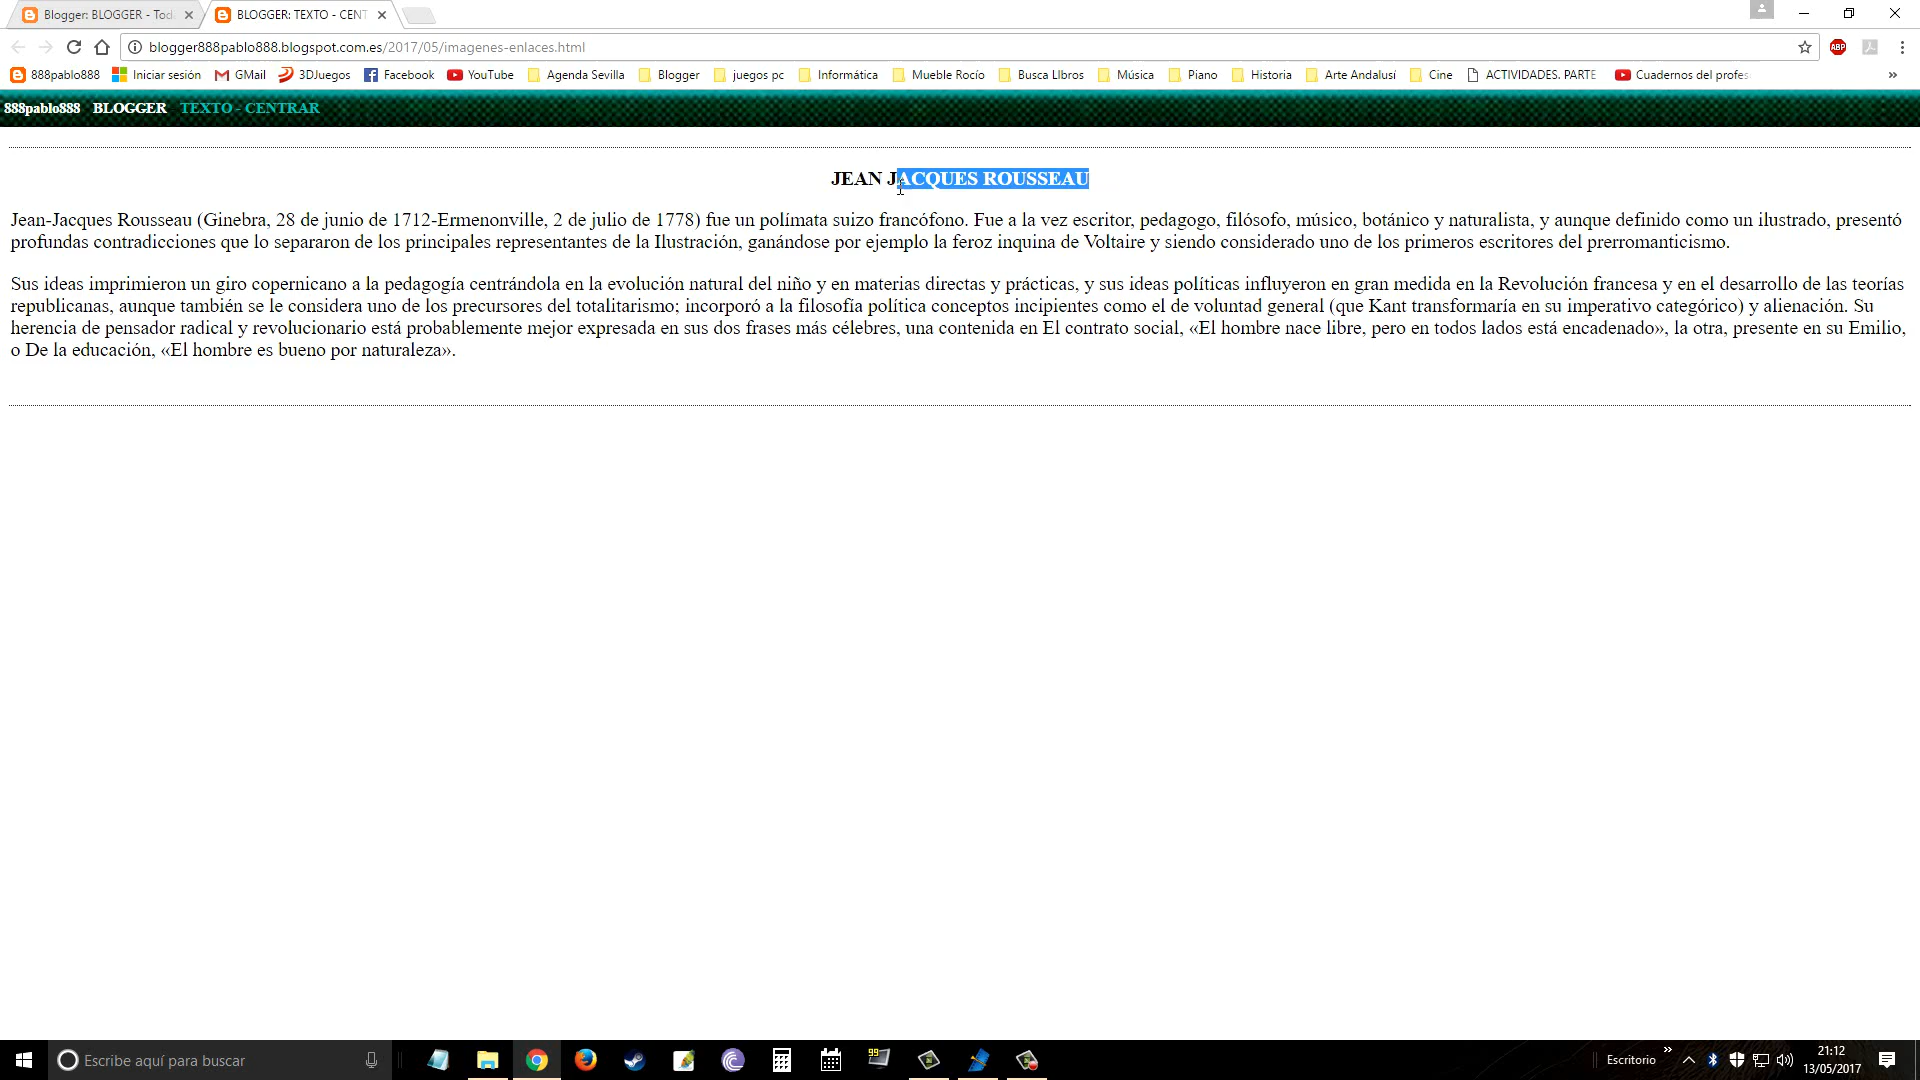 Blogger: BLOGGER - Tod
BLOGGER: TEXTO - CENT
blogger888pablo888.blogspot.com.es/2017/05/imagenes-enlaces.html
ABP
888pablo888 Iniciar sesión GMail 3DJuegos Facebook YouTube Agenda Sevilla Blogger juegos pc Informática Mueble Rocío Busca LIbros Música Piano Historia Arte Andalusí Cine ACTIVIDADES. PARTE Cuadernos del profes
888pablo888 BLOGGER TEXTO - CENTRAR
JEAN JACQUES ROUSSEAU
Jean-Jacques Rousseau (Ginebra, 28 de junio de 1712-Ermenonville, 2 de julio de 1778) fue un polímata suizo francófono. Fue a la vez escritor, pedagogo, filósofo, músico, botánico y naturalista, y aunque definido como un ilustrado, presentó
profundas contradicciones que lo separaron de los principales representantes de la Ilustración, ganándose por ejemplo la feroz inquina de Voltaire y siendo considerado uno de los primeros escritores del prerromanticismo.
Sus ideas imprimieron un giro copernicano a la pedagogía centrándola en la evolución natural del niño y en materias directas y prácticas, y sus ideas políticas influyeron en gran medida en la Revolución francesa y en el desarrollo de las teorías
republicanas, aunque también se le considera uno de los precursores del totalitarismo; incorporó a la filosofía política conceptos incipientes como el de voluntad general (que Kant transformaría en su imperativo categórico) y alienación. Su
herencia de pensador radical y revolucionario está probablemente mejor expresada en sus dos frases más célebres, una contenida en El contrato social, «El hombre nace libre, pero en todos lados está encadenado», la otra, presente en su Emilio,
o De la educación, «El hombre es bueno por naturaleza».
Escribe aquí para buscar
99
Escritorio
21:12
13/05/2017